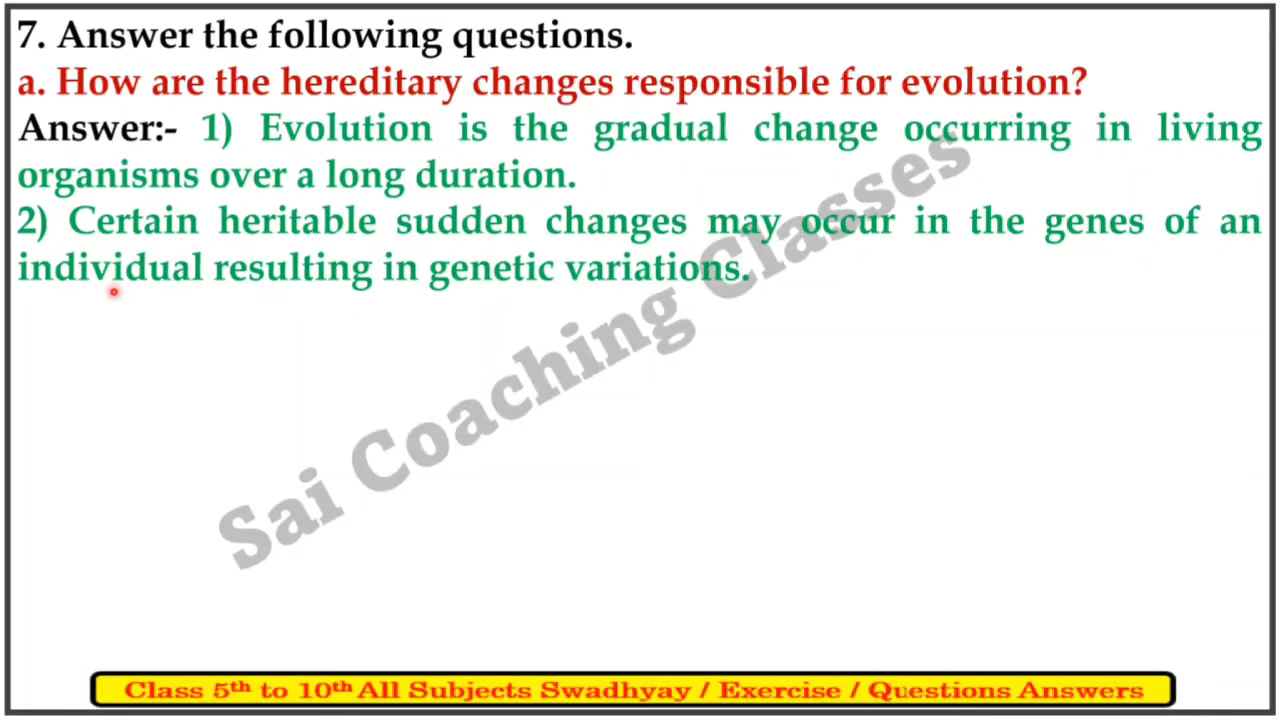 7. Answer the following questions.
a. How are the hereditary changes responsible for evolution?
Answer:- 1) Evolution is the gradual change occurring in living
organisms over a long duration.
2) Certain heritable sudden changes may occur in the genes of an
individual resulting in genetic variations.
Sai Coaching Classes
Class 5th to 10th All Subjects Swadhyay / Exercise / Questions Answers